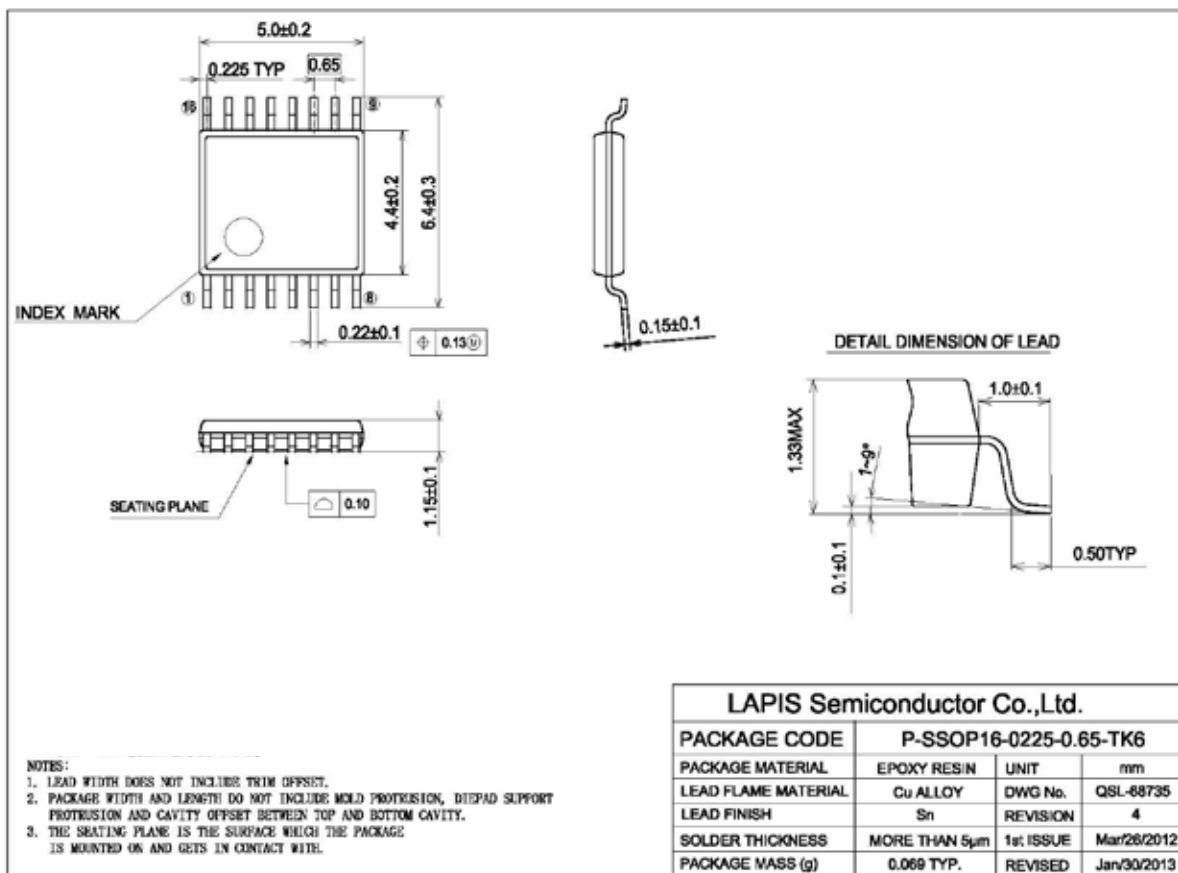 5.0±0.2
0.225 TYP
0.65
16
9
4.4±0.2
6.4±0.3
INDEX MARK
1
8
0.22±0.1
0.13Ⓜ
0.15±0.1
DETAIL DIMENSION OF LEAD
1.0±0.1
1.33MAX
1~9°
0.1±0.1
0.50TYP
SEATING PLANE
0.10
1.15±0.1
NOTES:
1. LEAD WIDTH DOES NOT INCLUDE TRIM OFFSET.
2. PACKAGE WIDTH AND LENGTH DO NOT INCLUDE MOLD PROTRUSION, DIEPAD SUPPORT
PROTRUSION AND CAVITY OFFSET BETWEEN TOP AND BOTTOM CAVITY.
3. THE SEATING PLANE IS THE SURFACE WHICH THE PACKAGE
IS MOUNTED ON AND GETS IN CONTACT WITH.
LAPIS Semiconductor Co.,Ltd.
PACKAGE CODE P-SSOP16-0225-0.65-TK6
PACKAGE MATERIAL EPOXY RESIN UNIT mm
LEAD FLAME MATERIAL Cu ALLOY DWG No. QSL-68735
LEAD FINISH Sn REVISION 4
SOLDER THICKNESS MORE THAN 5μm 1st ISSUE Mar/26/2012
PACKAGE MASS (g) 0.069 TYP. REVISED Jan/30/2013